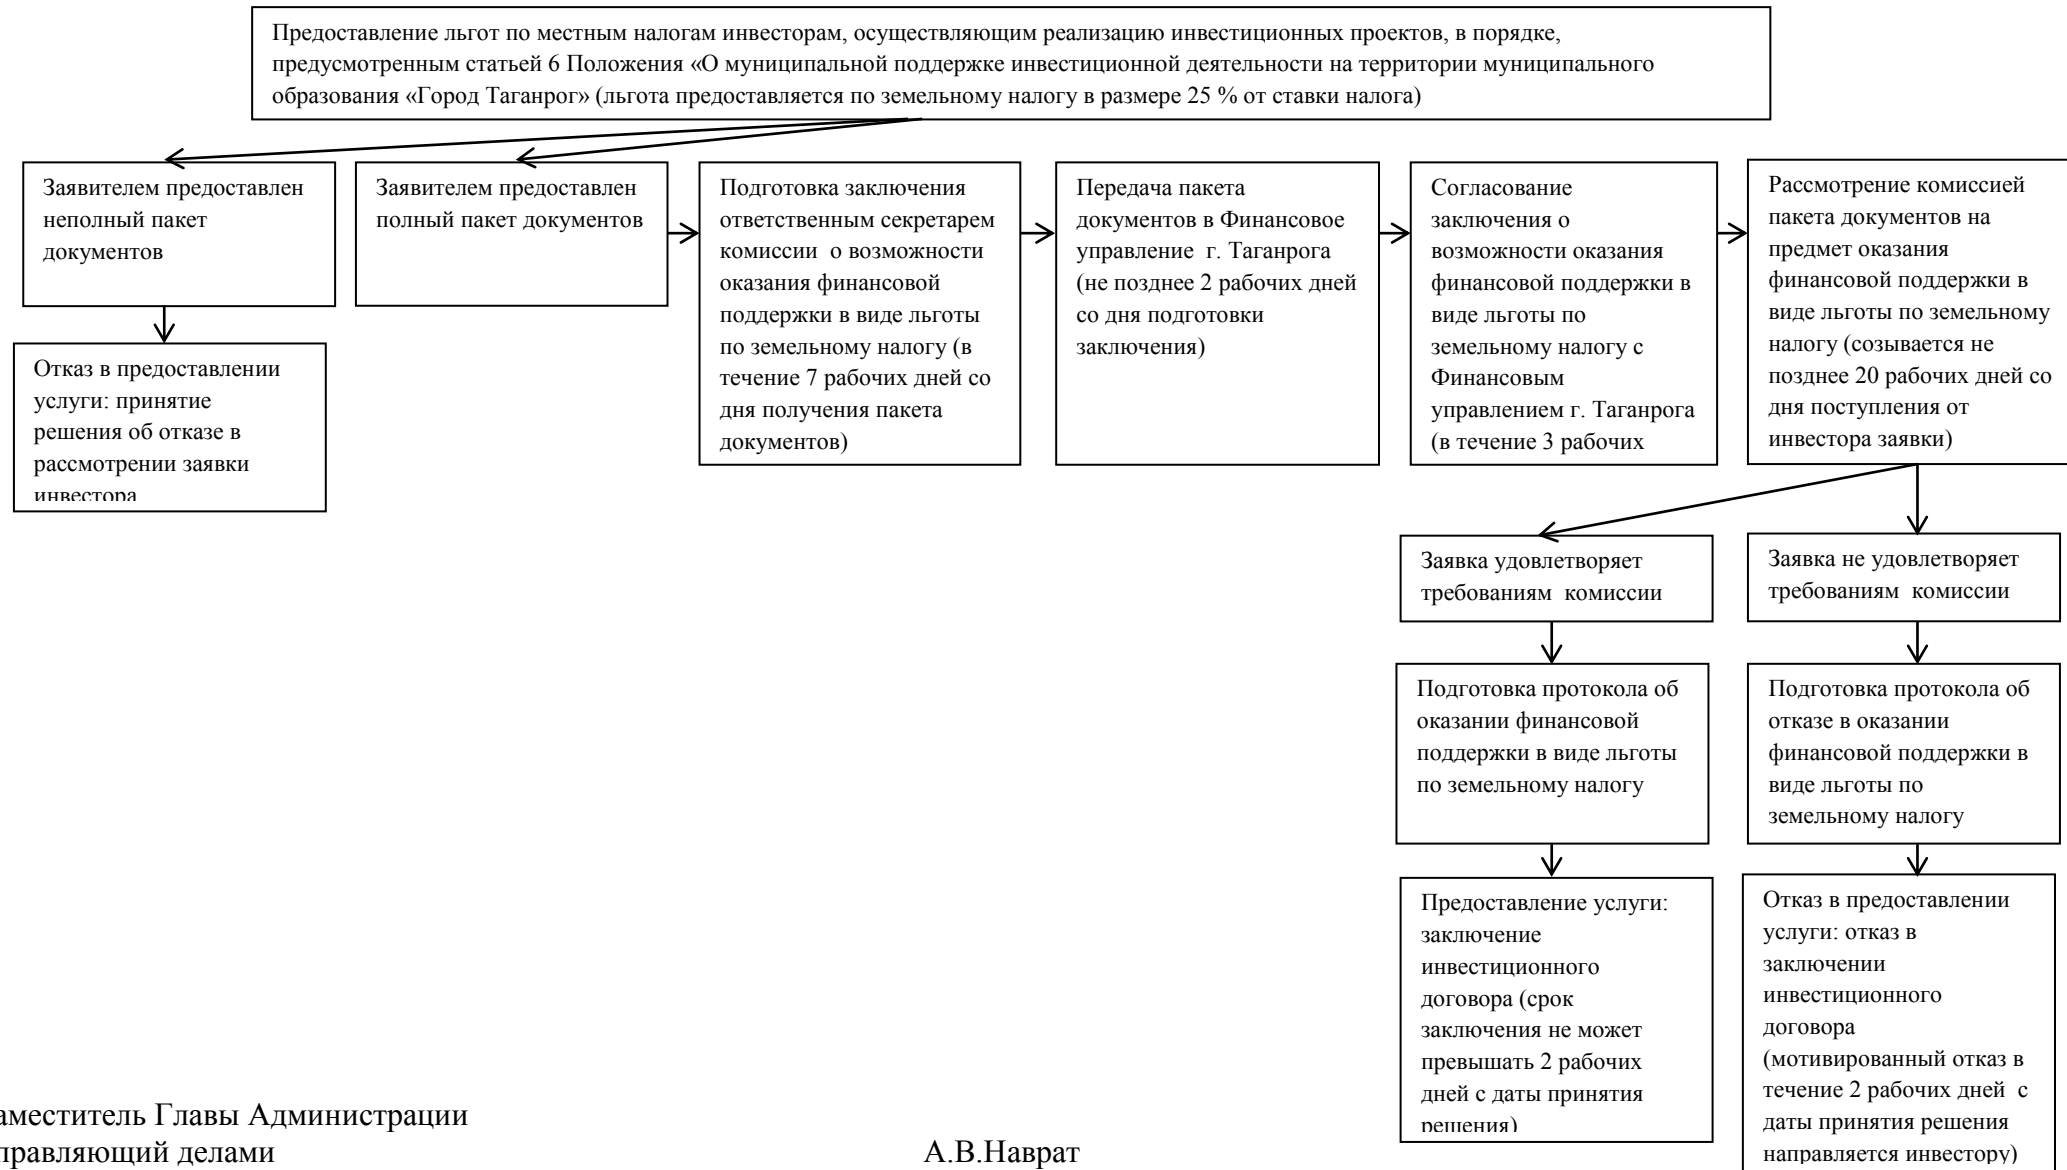 Предоставление льгот по местным налогам инвесторам, осуществляющим реализацию инвестиционных проектов, в порядке,
предусмотренным статьей 6 Положения «О муниципальной поддержке инвестиционной деятельности на территории муниципального
образования «Город Таганрог» (льгота предоставляется по земельному налогу в размере 25 % от ставки налога)
Заявителем предоставлен
неполный пакет
документов
Заявителем предоставлен
полный пакет документов
Подготовка заключения
ответственным секретарем
комиссии о возможности
оказания финансовой
поддержки в виде льготы
по земельному налогу (в
течение 7 рабочих дней со
дня получения пакета
документов)
Передача пакета
документов в Финансовое
управление г. Таганрога
(не позднее 2 рабочих дней
со дня подготовки
заключения)
Согласование
заключения о
возможности оказания
финансовой поддержки в
виде льготы по
земельному налогу с
Финансовым
управлением г. Таганрога
(в течение 3 рабочих
Рассмотрение комиссией
пакета документов на
предмет оказания
финансовой поддержки в
виде льготы по земельному
налогу (созывается не
позднее 20 рабочих дней со
дня поступления от
инвестора заявки)
Отказ в предоставлении
услуги: принятие
решения об отказе в
рассмотрении заявки
инвестора
Заявка удовлетворяет
требованиям комиссии
Заявка не удовлетворяет
требованиям комиссии
Подготовка протокола об
оказании финансовой
поддержки в виде льготы
по земельному налогу
Подготовка протокола об
отказе в оказании
финансовой поддержки в
виде льготы по
земельному налогу
Предоставление услуги:
заключение
инвестиционного
договора (срок
заключения не может
превышать 2 рабочих
дней с даты принятия
решения)
Отказ в предоставлении
услуги: отказ в
заключении
инвестиционного
договора
(мотивированный отказ в
течение 2 рабочих дней с
даты принятия решения
направляется инвестору)
аместитель Главы Администрации
правляющий делами А.В.Наврат